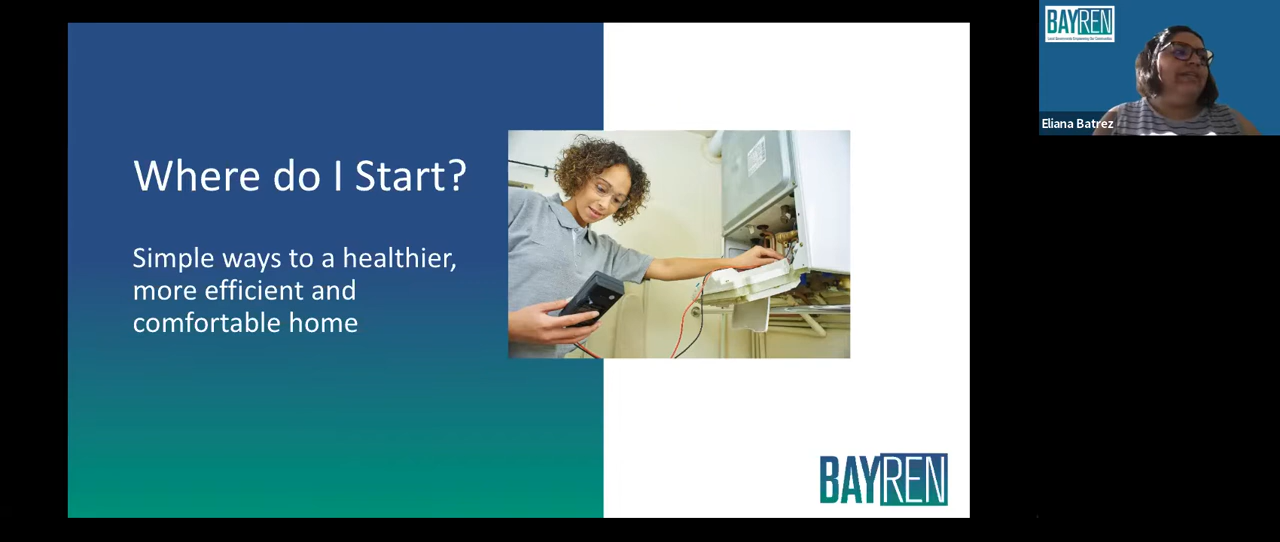 Where do I Start?
Simple ways to a healthier,
more efficient and
comfortable home
BAYREN
BAYREN
Eliana Batrez